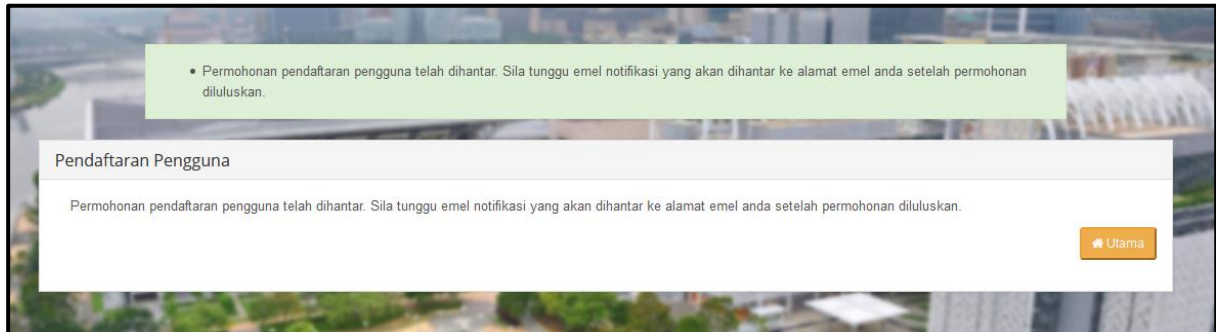 • Permohonan pendaftaran pengguna telah dihantar. Sila tunggu emel notifikasi yang akan dihantar ke alamat emel anda setelah permohonan
diluluskan.
Pendaftaran Pengguna
Permohonan pendaftaran pengguna telah dihantar. Sila tunggu emel notifikasi yang akan dihantar ke alamat emel anda setelah permohonan diluluskan.
Utama